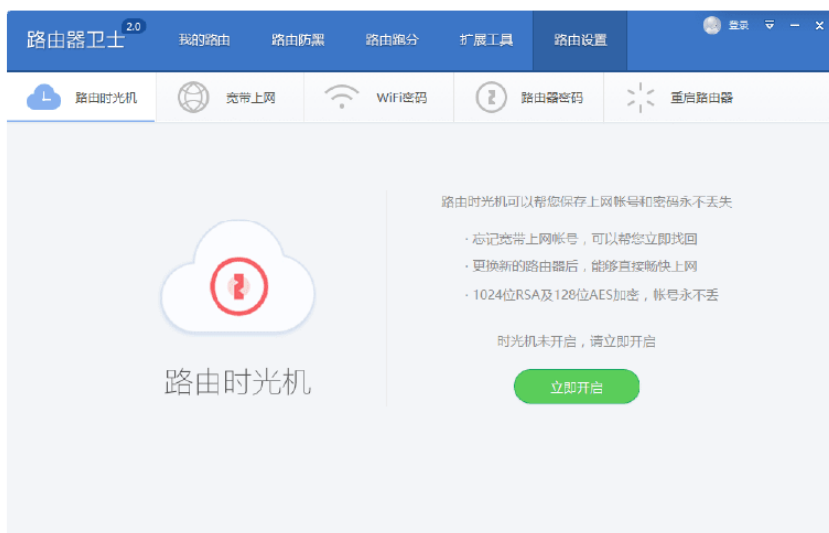 路由器卫士 2.0 我的路由 路由防黑 路由跑分 扩展工具 路由设置 登录
路由时光机 宽带上网 WiFi密码 路由器密码 重启路由器
路由时光机可以帮您保存上网帐号和密码永不丢失
· 忘记宽带上网帐号，可以帮您立即找回
· 更换新的路由器后，能够直接畅快上网
· 1024位RSA及128位AES加密，帐号永不丢
时光机未开启，请立即开启
路由时光机
立即开启